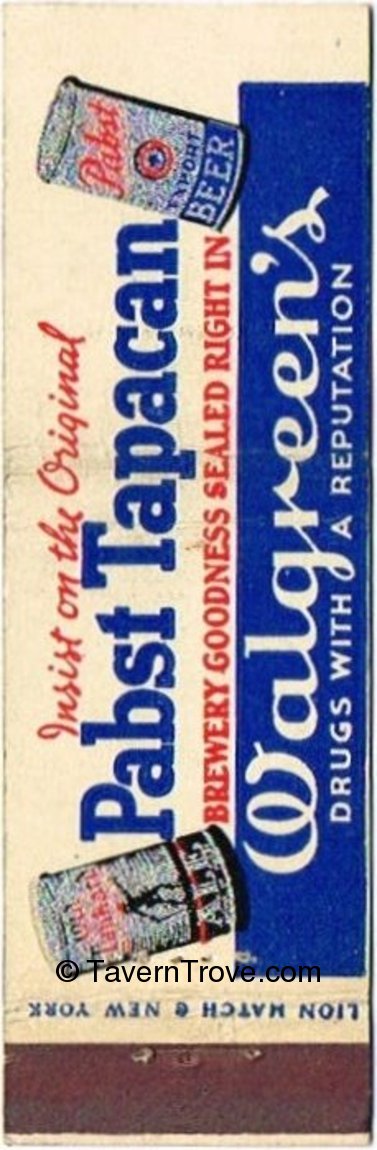 Insist on the Original
Pabst Tapacan
BREWERY GOODNESS SEALED RIGHT IN
Walgreen's
DRUGS WITH A REPUTATION
Pabst
EXPORT
BEER
ALE
© TavernTrove.com
LION MATCH © NEW YORK